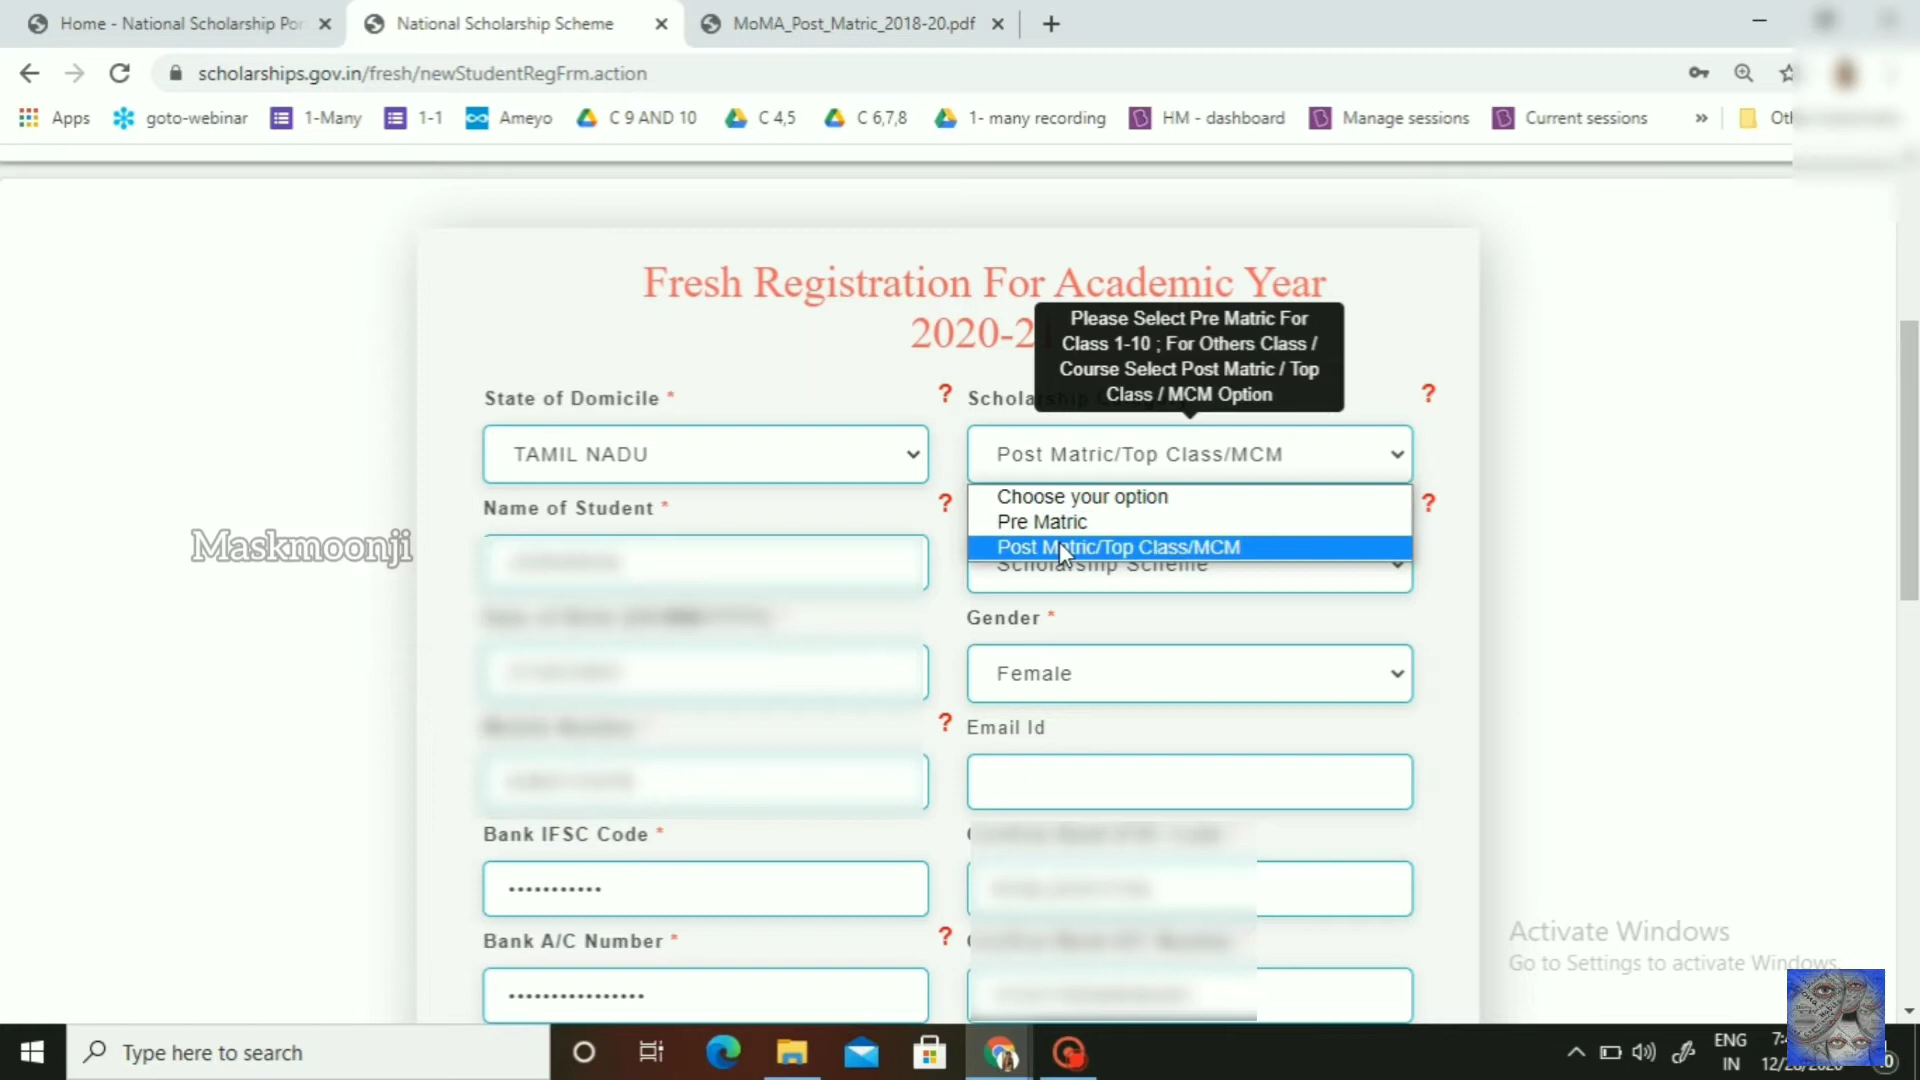 Home - National Scholarship Por
National Scholarship Scheme
MoMA_Post_Matric_2018-20.pdf
scholarships.gov.in/fresh/newStudentRegFrm.action
Apps
goto-webinar
1-Many
1-1
Ameyo
C 9 AND 10
C 4,5
C 6,7,8
1- many recording
HM - dashboard
Manage sessions
Current sessions
»
Fresh Registration For Academic Year
2020-2
Please Select Pre Matric For
Class 1-10 ; For Others Class /
Course Select Post Matric / Top
Class / MCM Option
State of Domicile *
?
?
TAMIL NADU
Post Matric/Top Class/MCM
Choose your option
Pre Matric
Post Matric/Top Class/MCM
Name of Student *
?
?
Scholarship Scheme
Maskmoonji
Gender *
Female
?
Email Id
Bank IFSC Code *
•••••••••••
Bank A/C Number *
?
••••••••••••••••
Activate Windows
Go to Settings to activate Windows.
Type here to search
ENG
IN